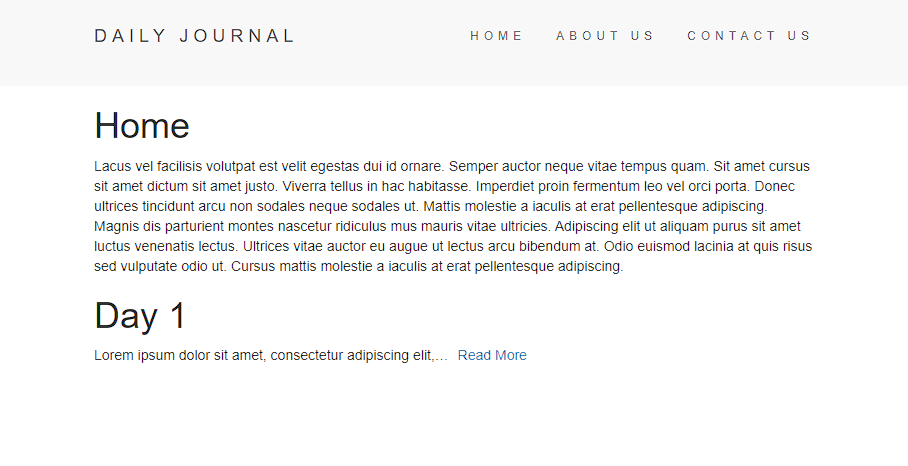 DAILY JOURNAL HOME ABOUT US CONTACT US
Home
Lacus vel facilisis volutpat est velit egestas dui id ornare. Semper auctor neque vitae tempus quam. Sit amet cursus
sit amet dictum sit amet justo. Viverra tellus in hac habitasse. Imperdiet proin fermentum leo vel orci porta. Donec
ultrices tincidunt arcu non sodales neque sodales ut. Mattis molestie a iaculis at erat pellentesque adipiscing.
Magnis dis parturient montes nascetur ridiculus mus mauris vitae ultricies. Adipiscing elit ut aliquam purus sit amet
luctus venenatis lectus. Ultrices vitae auctor eu augue ut lectus arcu bibendum at. Odio euismod lacinia at quis risus
sed vulputate odio ut. Cursus mattis molestie a iaculis at erat pellentesque adipiscing.
Day 1
Lorem ipsum dolor sit amet, consectetur adipiscing elit,... Read More